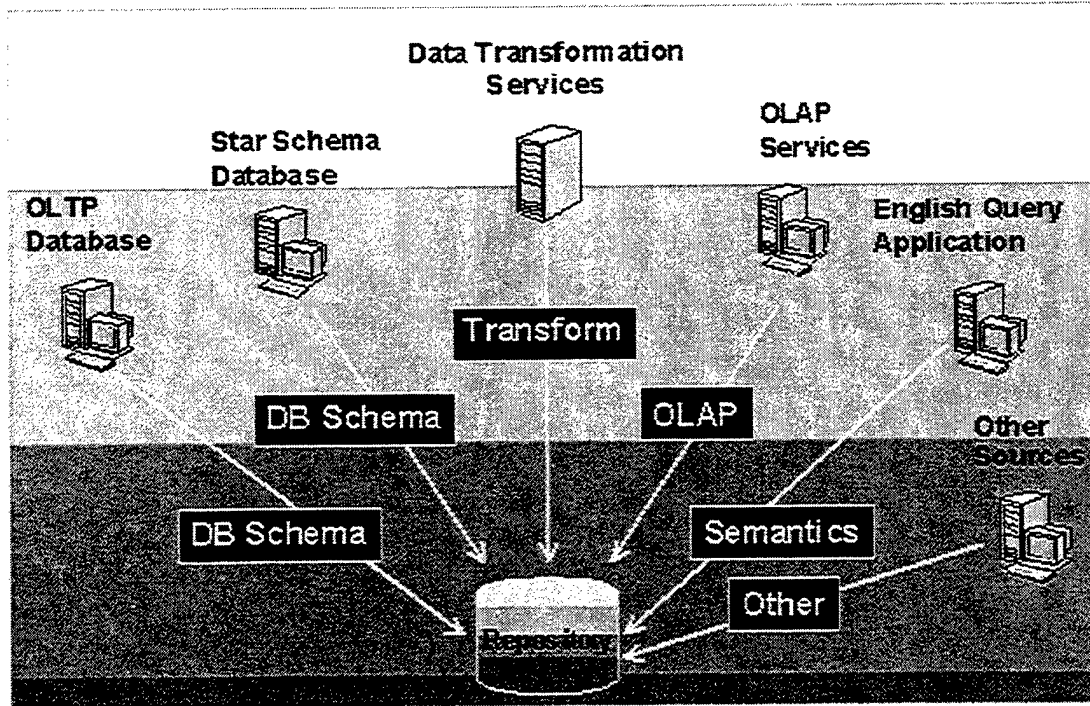 Data Transformation
Services
OLAP
Services
Star Schema
Database
OLTP
Database
English Query
Application
Transform
DB Schema
OLAP
Other
Sources
DB Schema
Semantics
Other
Repository